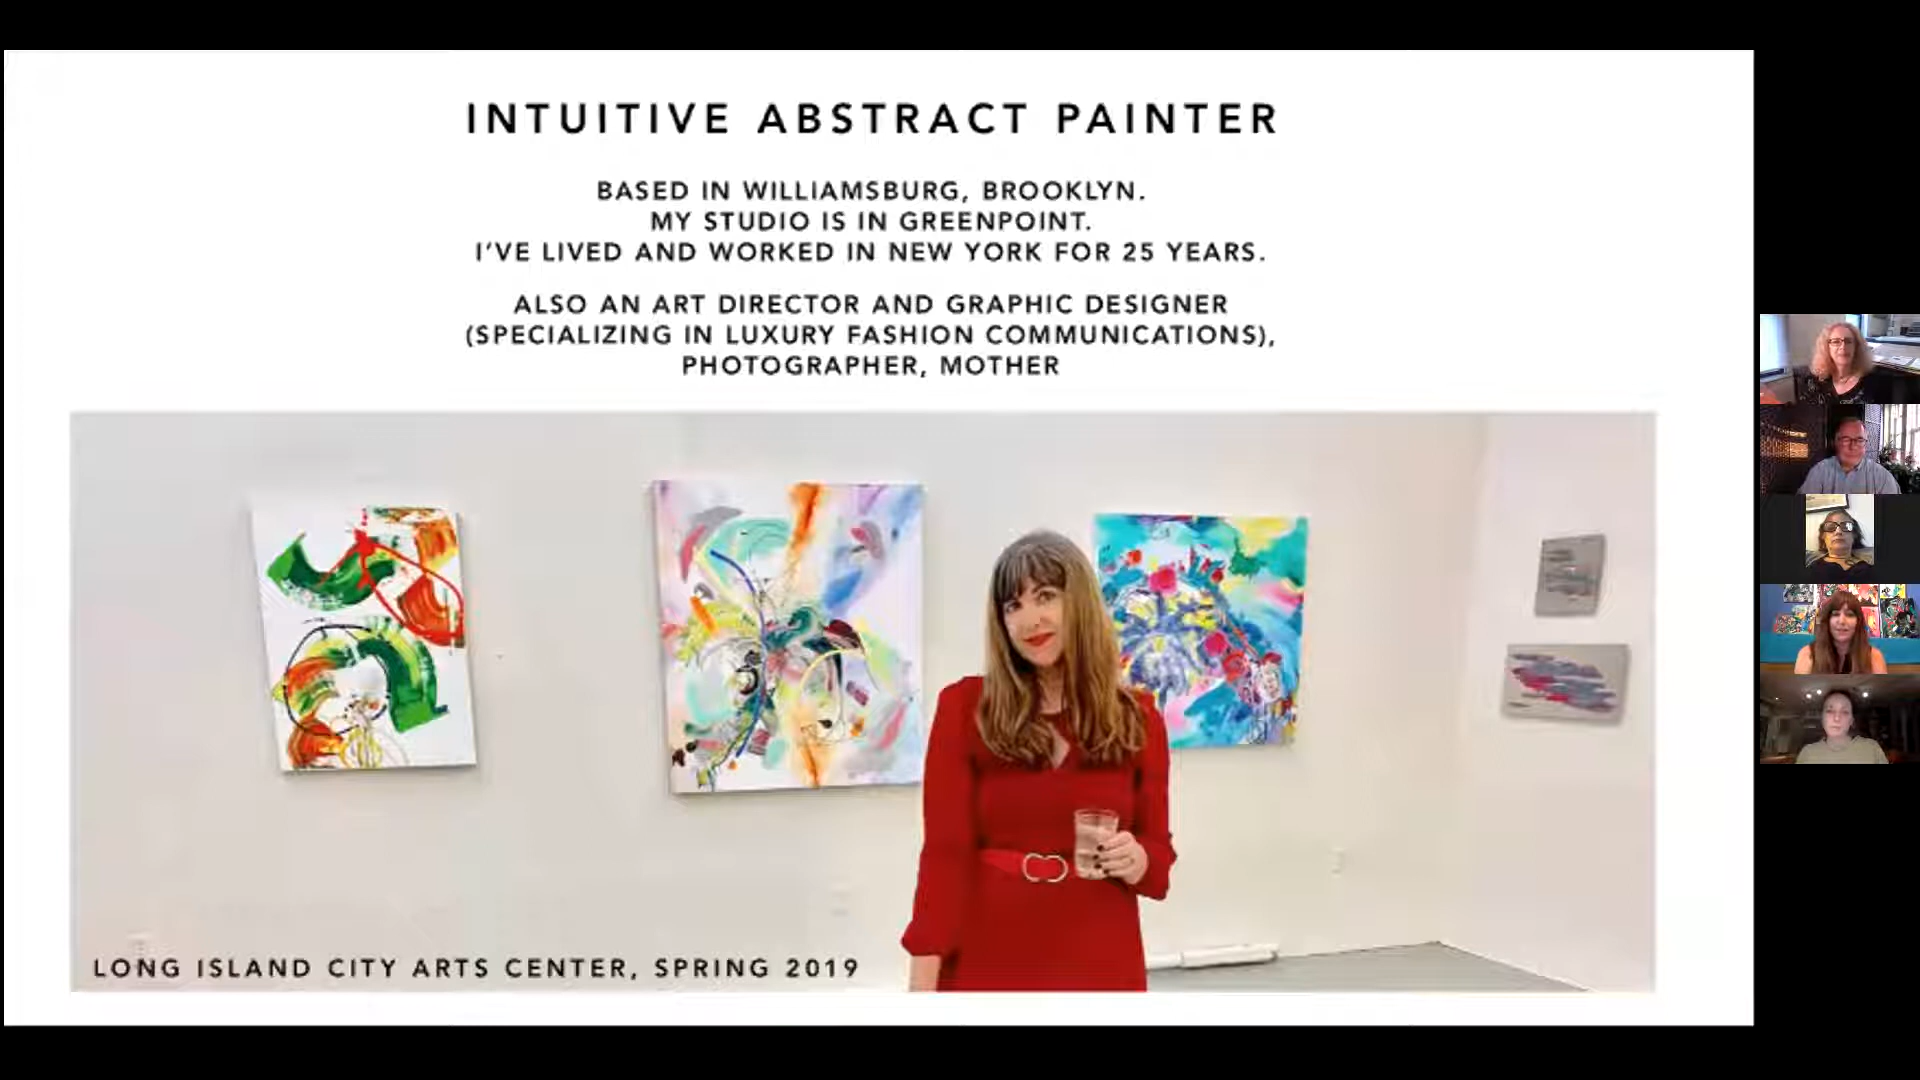 INTUITIVE ABSTRACT PAINTER
BASED IN WILLIAMSBURG, BROOKLYN.
MY STUDIO IS IN GREENPOINT.
I'VE LIVED AND WORKED IN NEW YORK FOR 25 YEARS.
ALSO AN ART DIRECTOR AND GRAPHIC DESIGNER
(SPECIALIZING IN LUXURY FASHION COMMUNICATIONS),
PHOTOGRAPHER, MOTHER
LONG ISLAND CITY ARTS CENTER, SPRING 2019